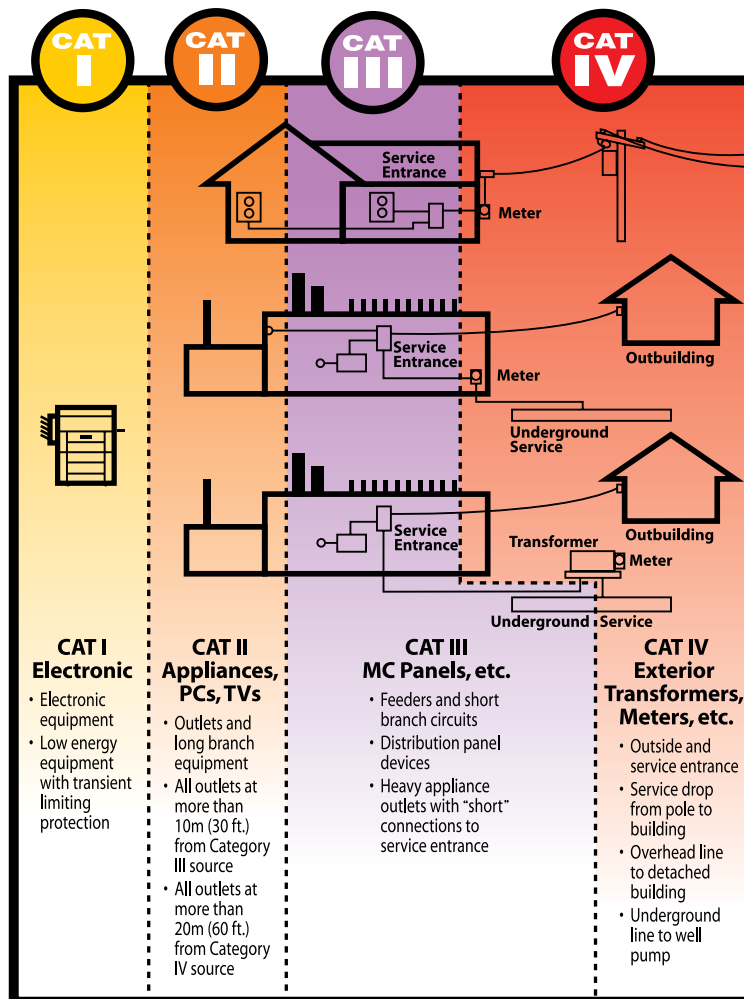 CAT
I
CAT
II
CAT
III
CAT
IV
Service
Entrance
Meter
Service
Entrance
Meter
Outbuilding
Underground
Service
Service
Entrance
Outbuilding
Transformer
Meter
Underground Service
CAT I
Electronic
• Electronic
equipment
• Low energy
equipment
with transient
limiting
protection
CAT II
Appliances,
PCs, TVs
• Outlets and
long branch
equipment
• All outlets at
more than
10m (30 ft.)
from Category
III source
• All outlets at
more than
20m (60 ft.)
from Category
IV source
CAT III
MC Panels, etc.
• Feeders and short
branch circuits
• Distribution panel
devices
• Heavy appliance
outlets with “short”
connections to
service entrance
CAT IV
Exterior
Transformers,
Meters, etc.
• Outside and
service entrance
• Service drop
from pole to
building
• Overhead line
to detached
building
• Underground
line to well
pump